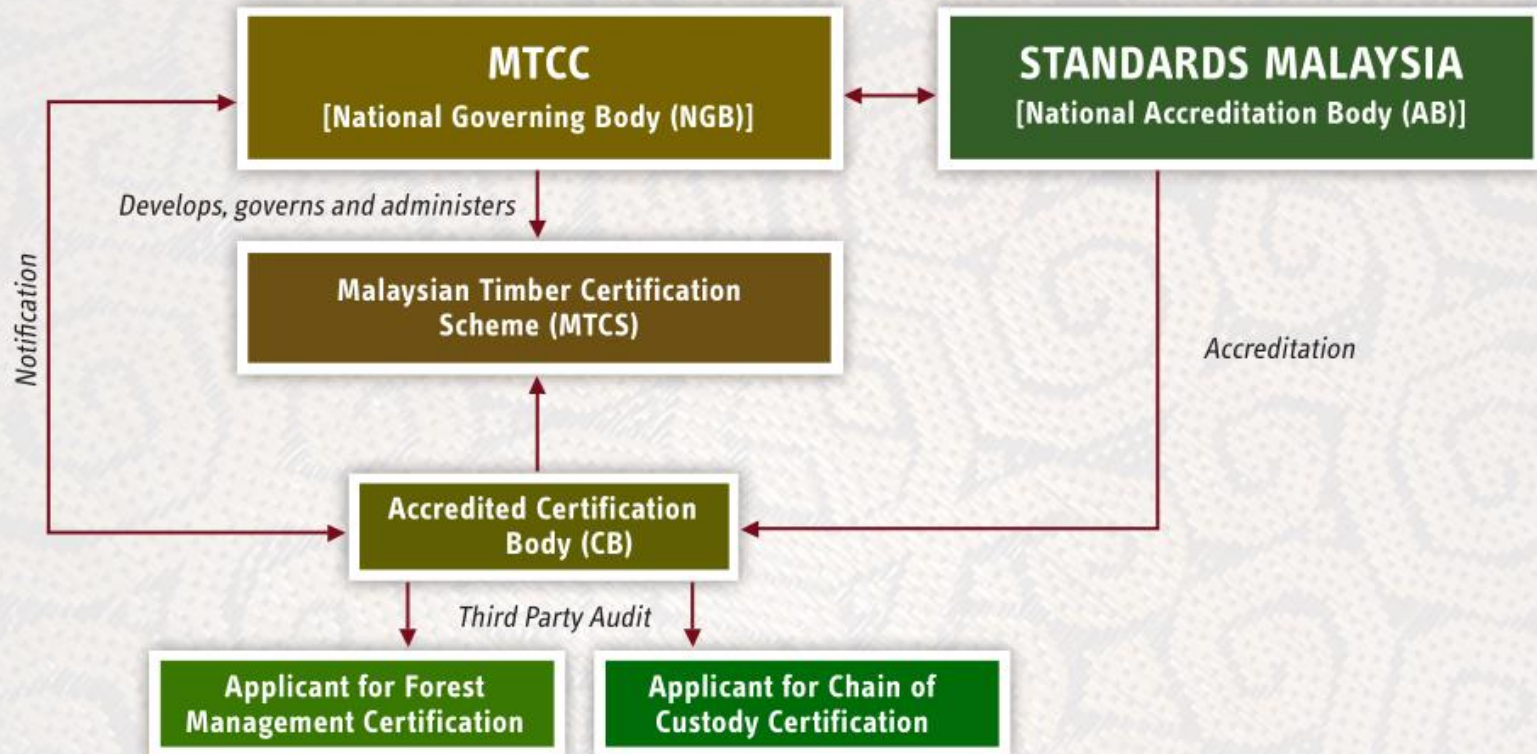 MTCC
[National Governing Body (NGB)]
STANDARDS MALAYSIA
[National Accreditation Body (AB)]
Develops, governs and administers
Notification
Malaysian Timber Certification
Scheme (MTCS)
Accreditation
Accredited Certification
Body (CB)
Third Party Audit
Applicant for Forest
Management Certification
Applicant for Chain of
Custody Certification